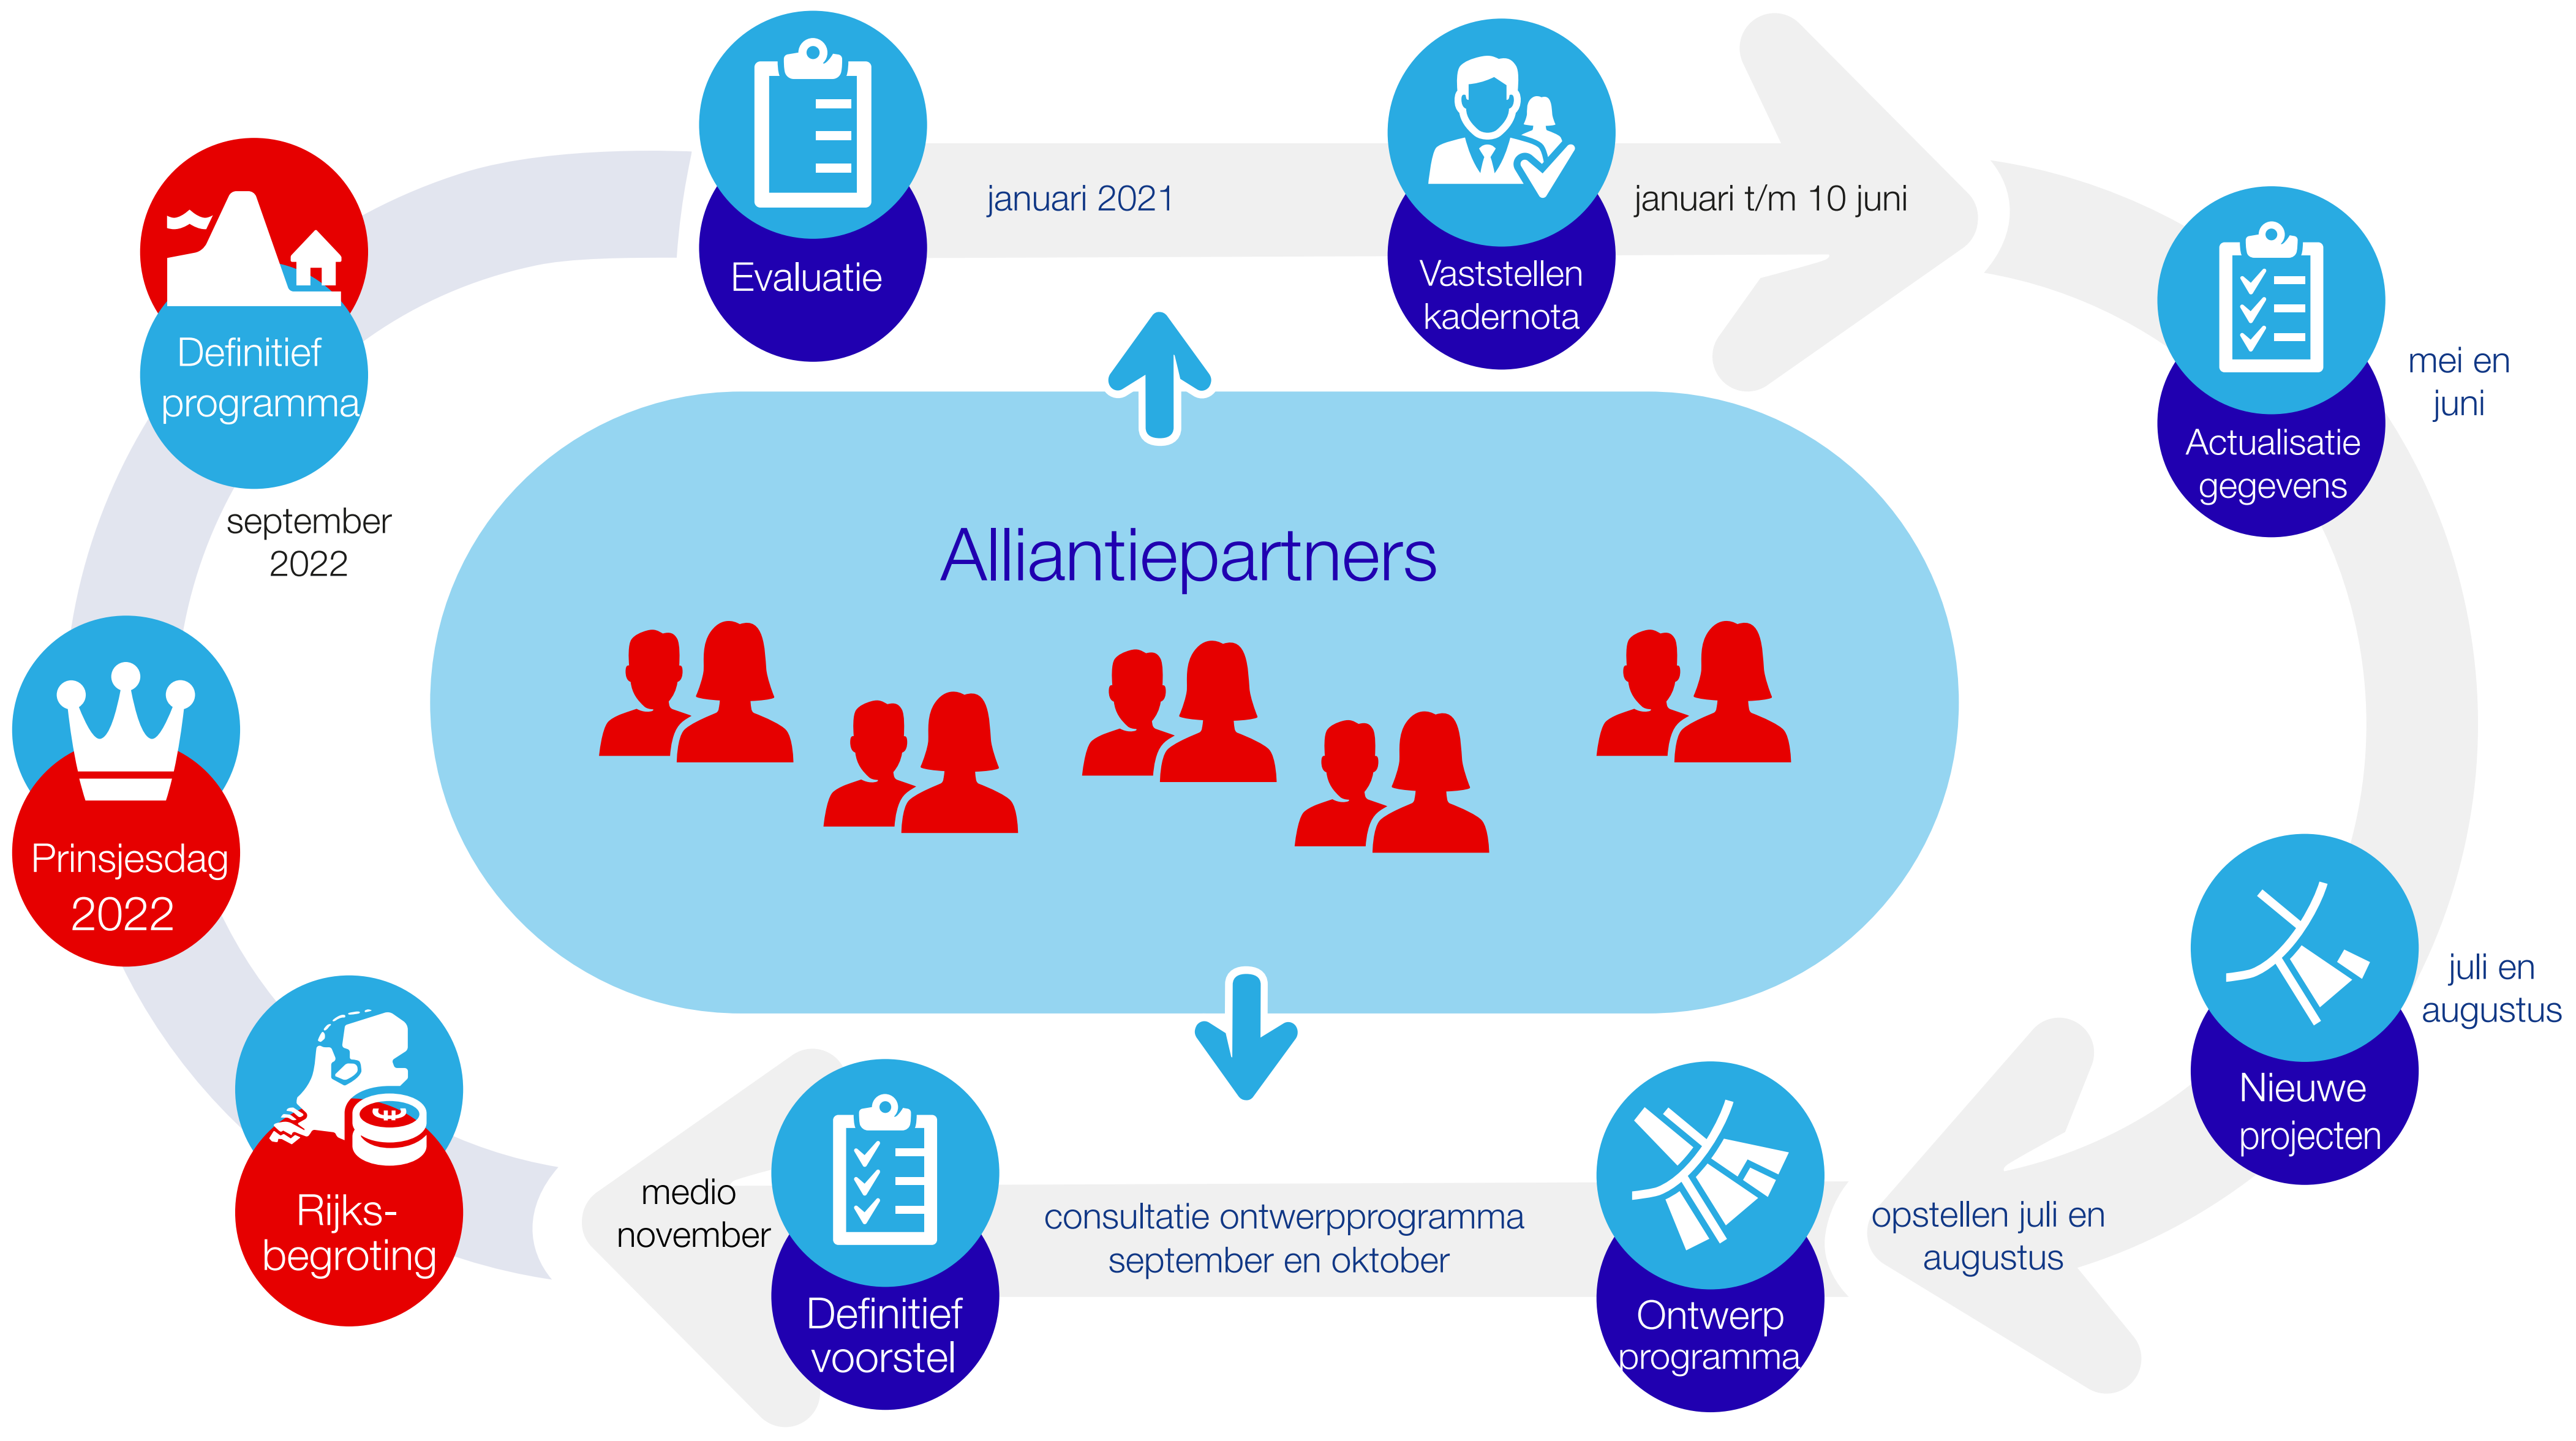 Evaluatie
januari 2021
Vaststellen
kadernota
januari t/m 10 juni
Actualisatie
gegevens
mei en
juni
Nieuwe
projecten
juli en
augustus
opstellen juli en
augustus
Ontwerp
programma
consultatie ontwerpprogramma
september en oktober
Definitief
voorstel
medio
november
Rijks-
begroting
Prinsjesdag
2022
Definitief
programma
september
2022
Alliantiepartners